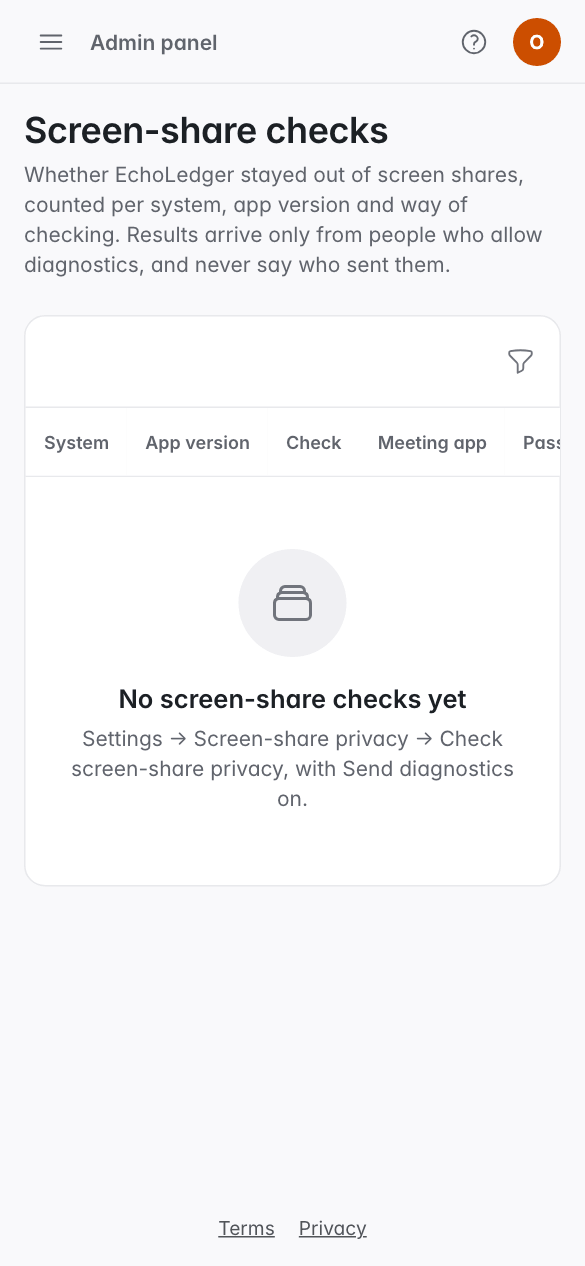 Admin panel
O
Screen-share checks
Whether EchoLedger stayed out of screen shares,
counted per system, app version and way of
checking. Results arrive only from people who allow
diagnostics, and never say who sent them.
System App version Check Meeting app Pass
No screen-share checks yet
Settings → Screen-share privacy → Check
screen-share privacy, with Send diagnostics
on.
Terms Privacy